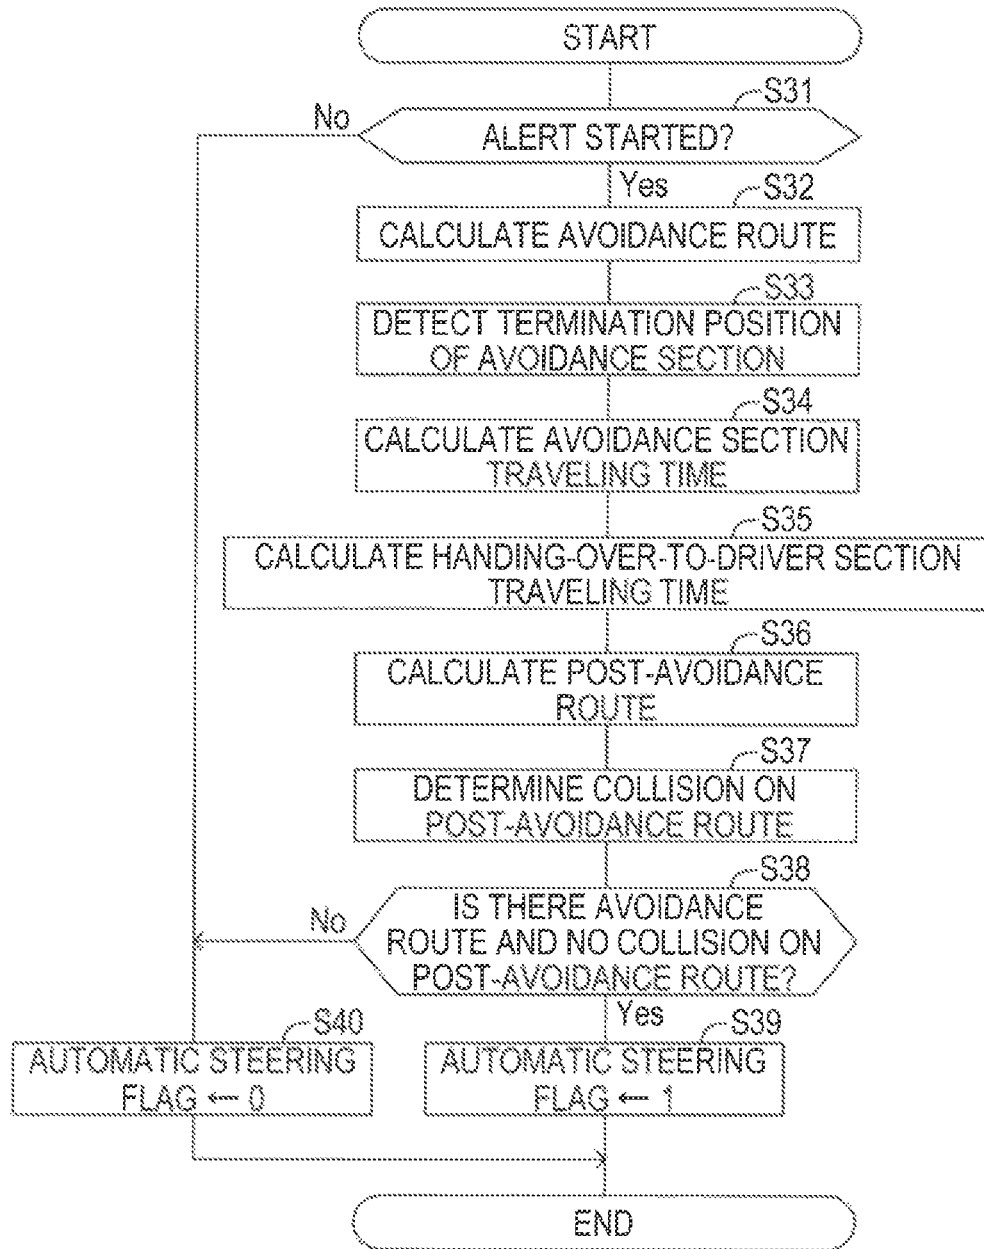 START
S31
No
ALERT STARTED?
Yes
S32
CALCULATE AVOIDANCE ROUTE
S33
DETECT TERMINATION POSITION
OF AVOIDANCE SECTION
S34
CALCULATE AVOIDANCE SECTION
TRAVELING TIME
S35
CALCULATE HANDING-OVER-TO-DRIVER SECTION
TRAVELING TIME
S36
CALCULATE POST-AVOIDANCE
ROUTE
S37
DETERMINE COLLISION ON
POST-AVOIDANCE ROUTE
S38
No
IS THERE AVOIDANCE
ROUTE AND NO COLLISION ON
POST-AVOIDANCE ROUTE?
Yes
S40
AUTOMATIC STEERING
FLAG ← 0
S39
AUTOMATIC STEERING
FLAG ← 1
END